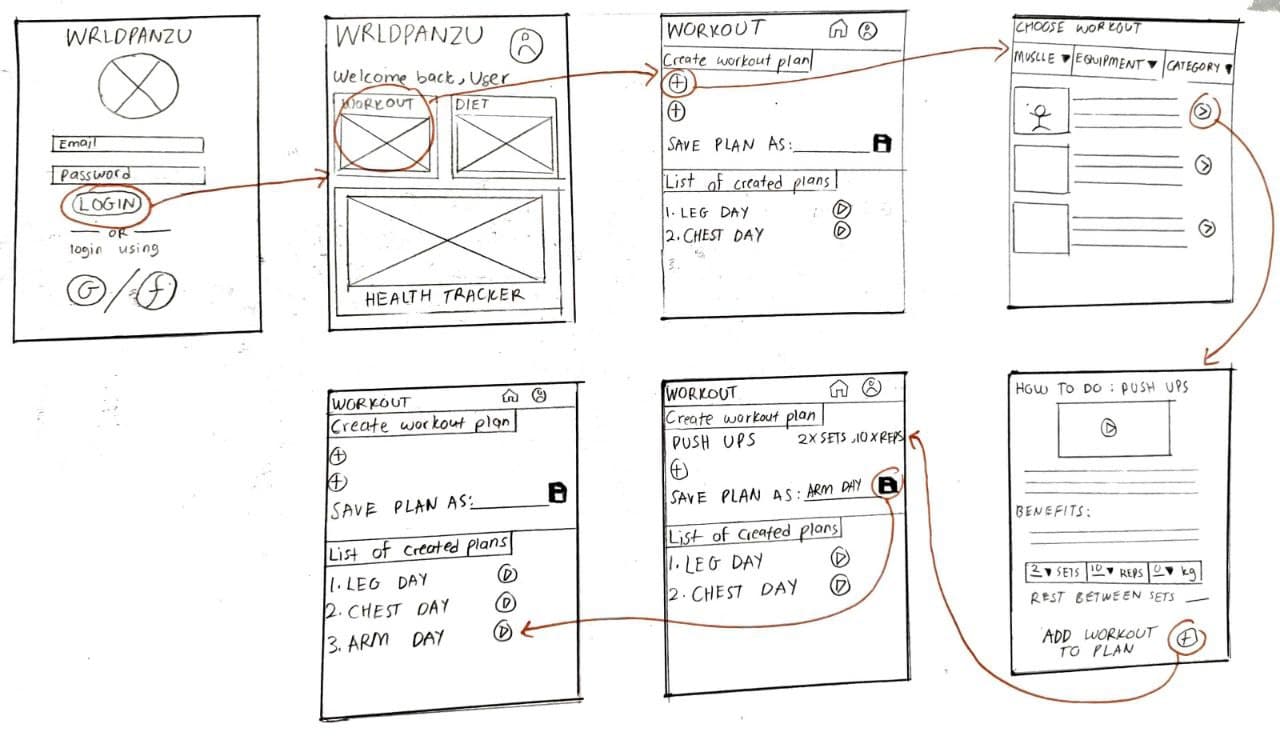 WRLDPANZU
Email
Password
LOGIN
OR
login using
G / f
WRLDPANZU
Welcome back, User
WORKOUT
DIET
HEALTH TRACKER
WORKOUT
Create workout plan
SAVE PLAN AS:
List of created plans
1. LEG DAY
2. CHEST DAY
3.
CHOOSE WORKOUT
MUSCLE ▼ EQUIPMENT ▼ CATEGORY ▼
HOW TO DO : PUSH UPS
BENEFITS:
2 ▼ SETS 10 ▼ REPS 0 ▼ kg
REST BETWEEN SETS
ADD WORKOUT
TO PLAN
WORKOUT
Create workout plan
PUSH UPS 2X SETS, 10 X REPS
SAVE PLAN AS: ARM DAY
List of created plans
1. LEG DAY
2. CHEST DAY
WORKOUT
Create workout plan
SAVE PLAN AS:
List of created plans
1. LEG DAY
2. CHEST DAY
3. ARM DAY